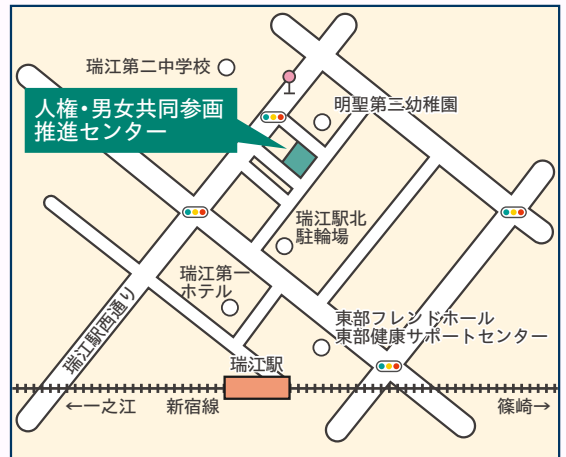 瑞江第二中学校
人権・男女共同参画
推進センター
明聖第三幼稚園
瑞江駅北
駐輪場
瑞江第一
ホテル
瑞江駅西通り
東部フレンドホール
東部健康サポートセンター
瑞江駅
←一之江
新宿線
篠崎→